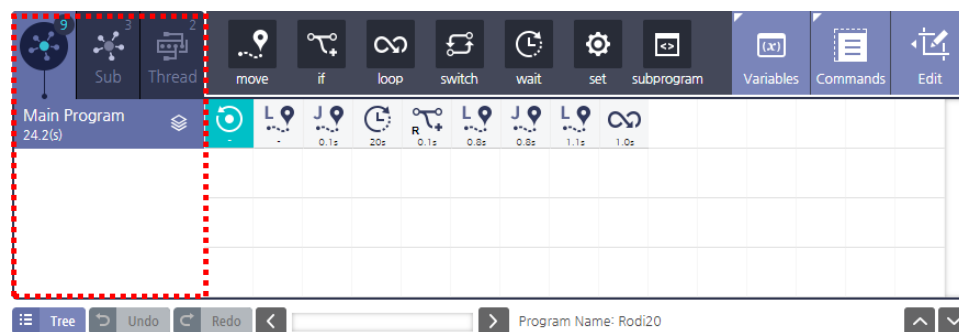 9 3 2
Sub Thread move if loop switch wait set subprogram Variables Commands Edit
Main Program
24.2(s)
L J R L J L
- - 0.1s 20s 0.1s 0.8s 0.8s 1.1s 1.0s
Tree Undo Redo Program Name: Rodi20